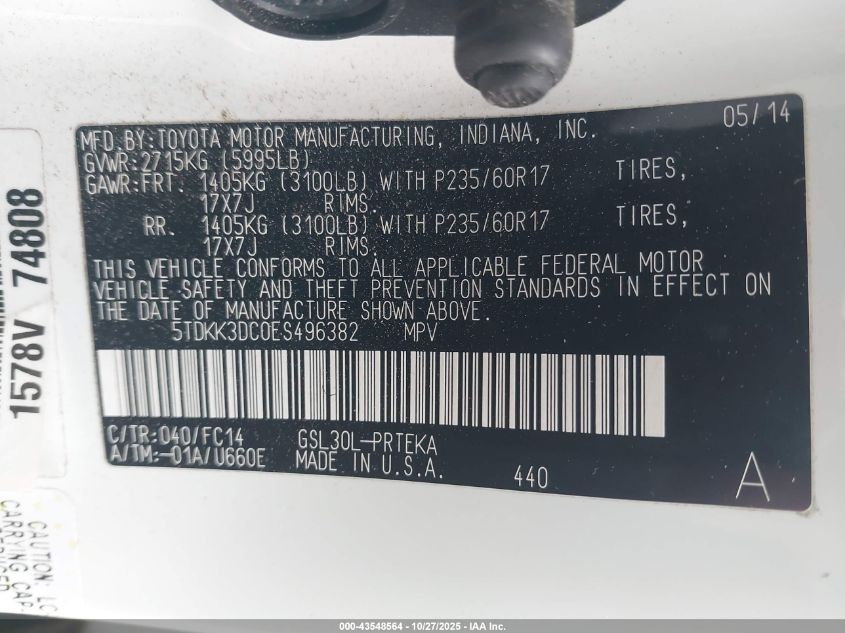 MFD.BY:TOYOTA MOTOR MANUFACTURING, INDIANA, INC. 05/14
GVWR:2715KG (5995LB)
GAWR:FRT. 1405KG (3100LB) WITH P235/60R17 TIRES,
17X7J RIMS.
RR. 1405KG (3100LB) WITH P235/60R17 TIRES,
17X7J RIMS.
THIS VEHICLE CONFORMS TO ALL APPLICABLE FEDERAL MOTOR
VEHICLE SAFETY AND THEFT PREVENTION STANDARDS IN EFFECT ON
THE DATE OF MANUFACTURE SHOWN ABOVE.
5TDKK3DC0ES496382 MPV
C/TR:040/FC14 GSL30L-PRTEKA
A/TM:-01A/U660E MADE IN U.S.A. 440 A
1578V 74808
CAUTION: LO
CARRYING CAP
000-43548564 • 10/27/2025 • IAA Inc.